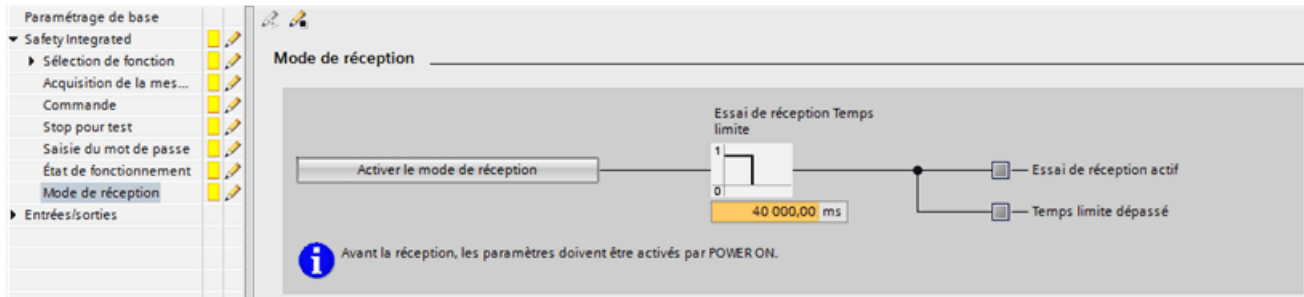 Paramétrage de base
Safety Integrated
Sélection de fonction
Acquisition de la mes...
Commande
Stop pour test
Saisie du mot de passe
État de fonctionnement
Mode de réception
Entrées/sorties
Mode de réception
Essai de réception Temps
limite
1
0
Activer le mode de réception
40 000,00 ms
Essai de réception actif
Temps limite dépassé
i
Avant la réception, les paramètres doivent être activés par POWER ON.